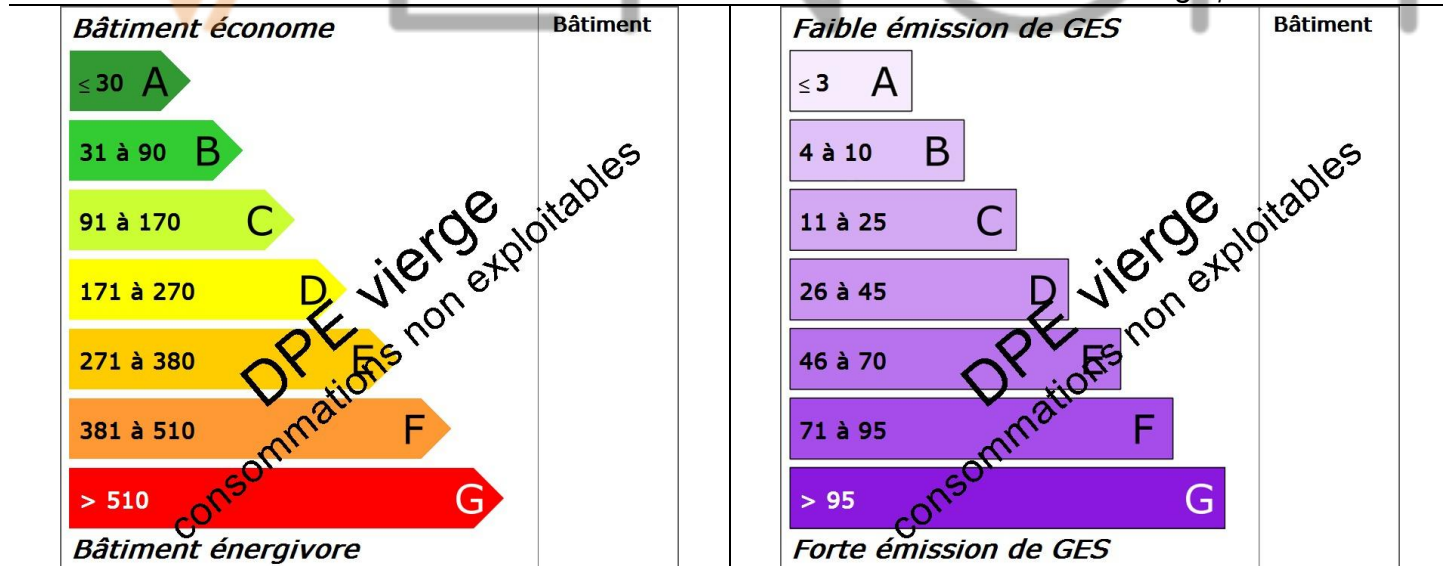 Bâtiment économe
Bâtiment
≤ 30 A
31 à 90 B
91 à 170 C
171 à 270 D
271 à 380 E
381 à 510 F
> 510 G
Bâtiment énergivore
DPE vierge
consommations non exploitables
Faible émission de GES
Bâtiment
≤ 3 A
4 à 10 B
11 à 25 C
26 à 45 D
46 à 70 E
71 à 95 F
> 95 G
Forte émission de GES
DPE vierge
consommations non exploitables